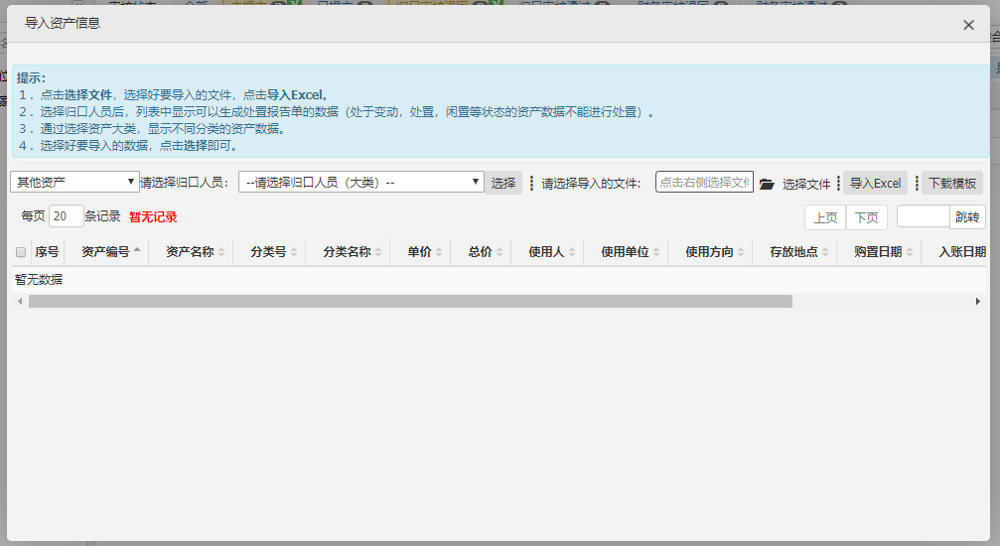 导入资产信息
提示：
1 ．点击选择文件，选择好要导入的文件，点击导入Excel。
2 ．选择归口人员后，列表中显示可以生成处置报告单的数据（处于变动，处置，闲置等状态的资产数据不能进行处置）。
3 ．通过选择资产大类，显示不同分类的资产数据。
4 ．选择好要导入的数据，点击选择即可。
其他资产 请选择归口人员： --请选择归口人员（大类）-- 选择 请选择导入的文件: 点击右侧选择文件 选择文件 导入Excel 下载模板
每页 20 条记录 暂无记录 上页 下页 跳转
序号 资产编号 资产名称 分类号 分类名称 单价 总价 使用人 使用单位 使用方向 存放地点 购置日期 入账日期
暂无数据